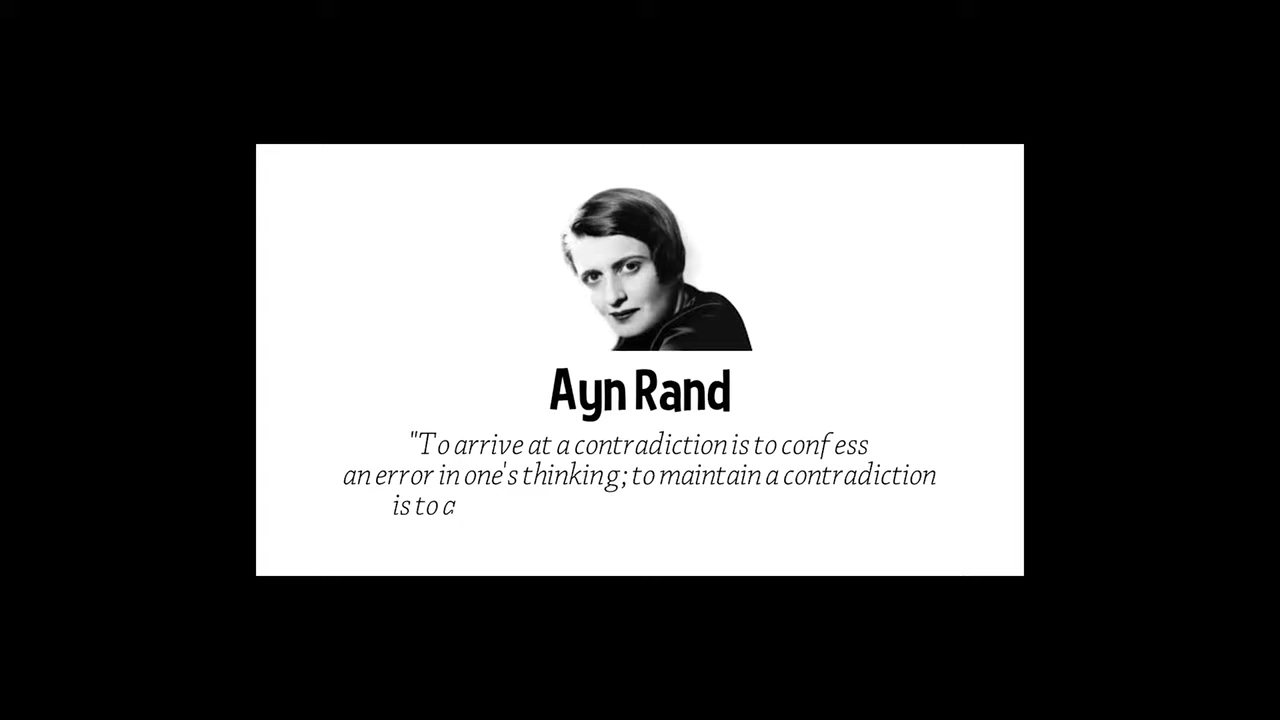 Ayn Rand
"To arrive at a contradiction is to confess
an error in one's thinking; to maintain a contradiction
is to a